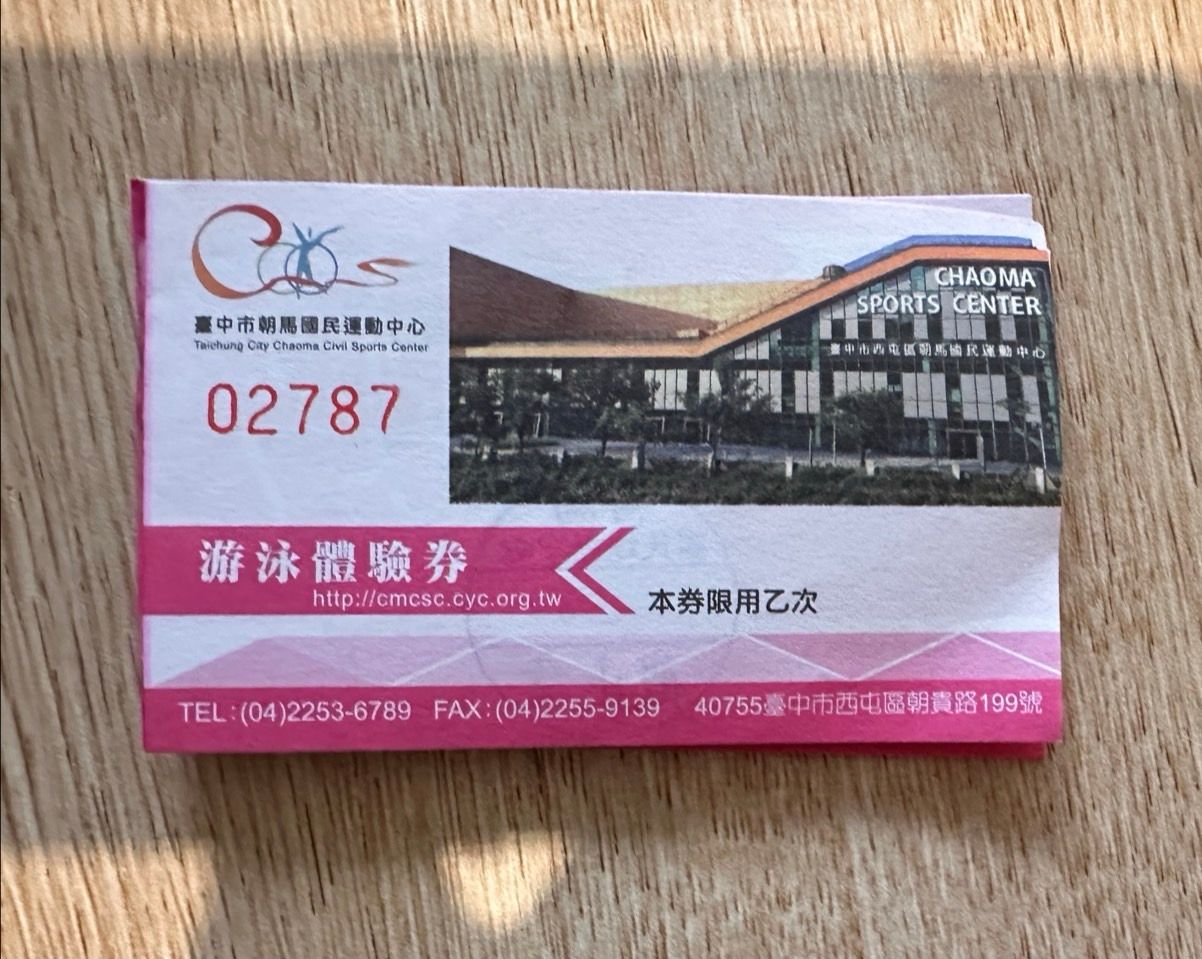 臺中市朝馬國民運動中心
Taichung City Chaoma Civil Sports Center
02787
CHAOMA
SPORTS CENTER
臺中市西屯區朝馬國民運動中心
游泳體驗券
http://cmcsc.cyc.org.tw
本券限用乙次
TEL:(04)2253-6789 FAX:(04)2255-9139 40755臺中市西屯區朝貴路199號